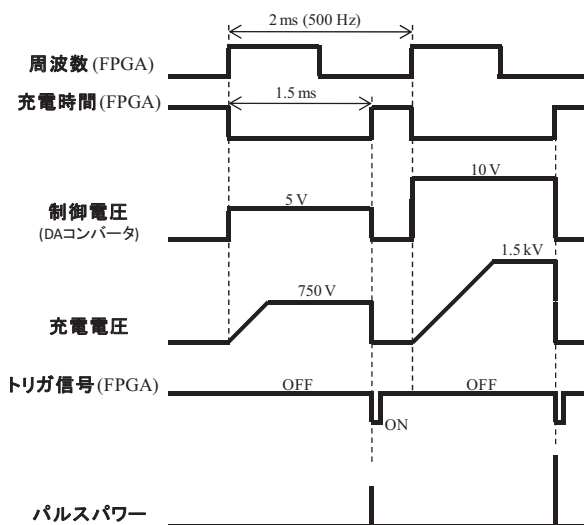 2 ms (500 Hz)
周波数 (FPGA)
充電時間 (FPGA)
1.5 ms
10 V
制御電圧
(DAコンバータ)
5 V
1.5 kV
750 V
充電電圧
トリガ信号 (FPGA)
OFF
OFF
ON
パルスパワー